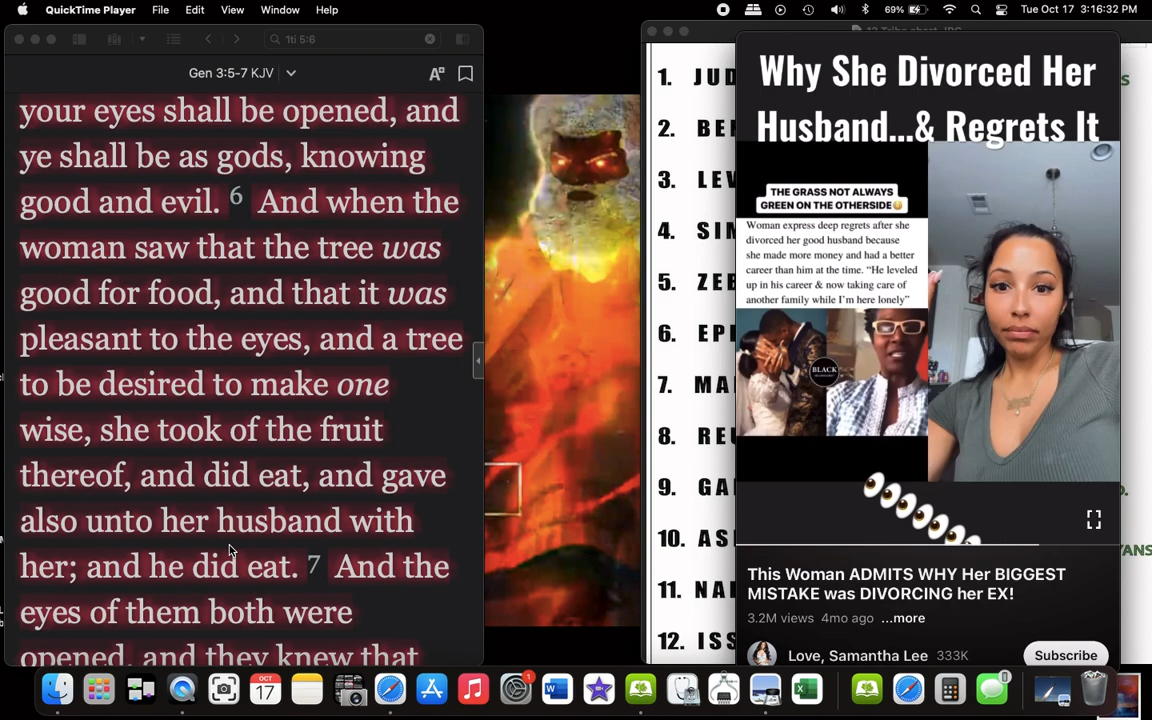 QuickTime Player File Edit View Window Help
69% Tue Oct 17 3:16:32 PM
1ti 5:6
Gen 3:5-7 KJV
your eyes shall be opened, and
ye shall be as gods, knowing
good and evil. 6 And when the
woman saw that the tree was
good for food, and that it was
pleasant to the eyes, and a tree
to be desired to make one
wise, she took of the fruit
thereof, and did eat, and gave
also unto her husband with
her; and he did eat. 7 And the
eyes of them both were
opened, and they knew that
1. JUD
2. BEN
3. LEV
4. SIM
5. ZEB
6. EPH
7. MA
8. REU
9. GA
10. AS
11. NA
12. ISS
Why She Divorced Her
Husband...& Regrets It
THE GRASS NOT ALWAYS
GREEN ON THE OTHERSIDE
Woman express deep regrets after she
divorced her good husband because
she made more money and had a better
career than him at the time. "He leveled
up in his career & now taking care of
another family while I'm here lonely"
BLACK
This Woman ADMITS WHY Her BIGGEST
MISTAKE was DIVORCING her EX!
3.2M views 4mo ago ...more
Love, Samantha Lee 333K
Subscribe
S
O.
YANS
OCT
17
1